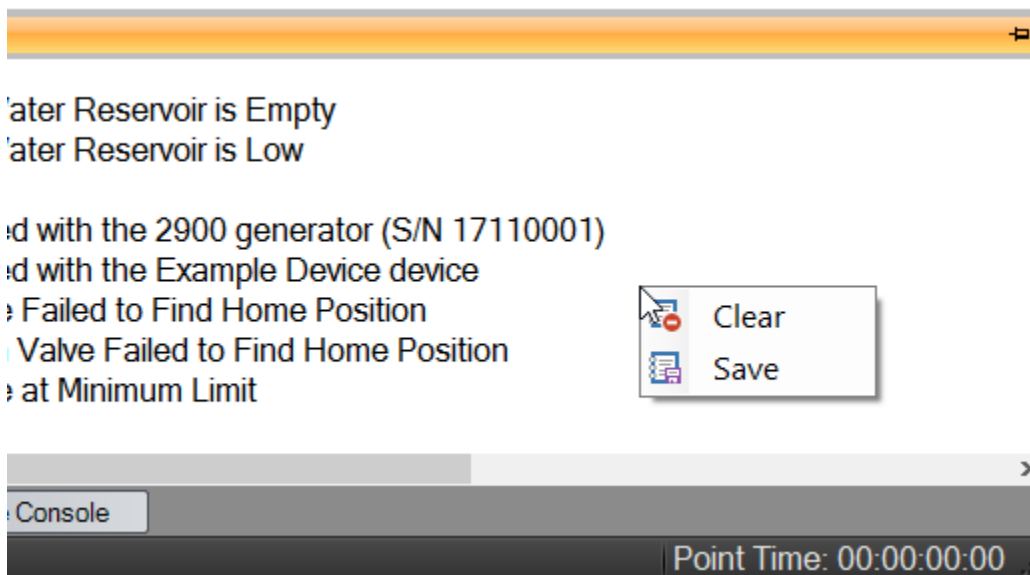 ater Reservoir is Empty
ater Reservoir is Low
ed with the 2900 generator (S/N 17110001)
ed with the Example Device device
e Failed to Find Home Position
Valve Failed to Find Home Position
e at Minimum Limit
Clear
Save
Console
Point Time: 00:00:00:00